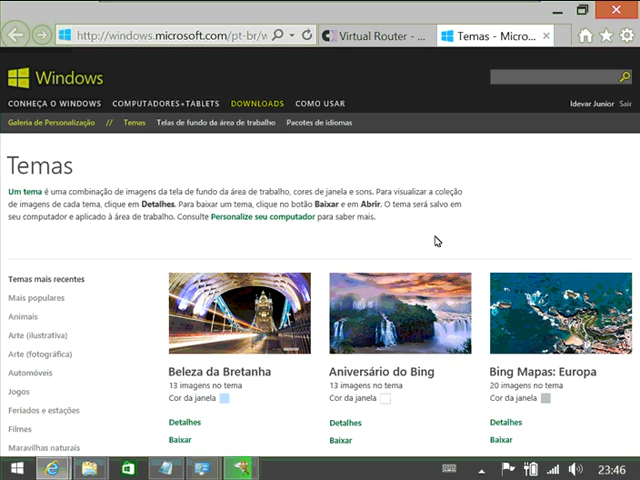 http://windows.microsoft.com/pt-br/w
Virtual Router - ...
Temas - Micro...
Windows
CONHEÇA O WINDOWS COMPUTADORES+TABLETS DOWNLOADS COMO USAR
Idevar Junior Sair
Galeria de Personalização // Temas Telas de fundo da área de trabalho Pacotes de idiomas
Temas
Um tema é uma combinação de imagens da tela de fundo da área de trabalho, cores de janela e sons. Para visualizar a coleção
de imagens de cada tema, clique em Detalhes. Para baixar um tema, clique no botão Baixar e em Abrir. O tema será salvo em
seu computador e aplicado à área de trabalho. Consulte Personalize seu computador para saber mais.
Temas mais recentes
Mais populares
Animais
Arte (ilustrativa)
Arte (fotográfica)
Automóveis
Jogos
Feriados e estações
Filmes
Maravilhas naturais
Beleza da Bretanha
13 imagens no tema
Cor da janela
Detalhes
Baixar
Aniversário do Bing
13 imagens no tema
Cor da janela
Detalhes
Baixar
Bing Mapas: Europa
20 imagens no tema
Cor da janela
Detalhes
Baixar
23:46